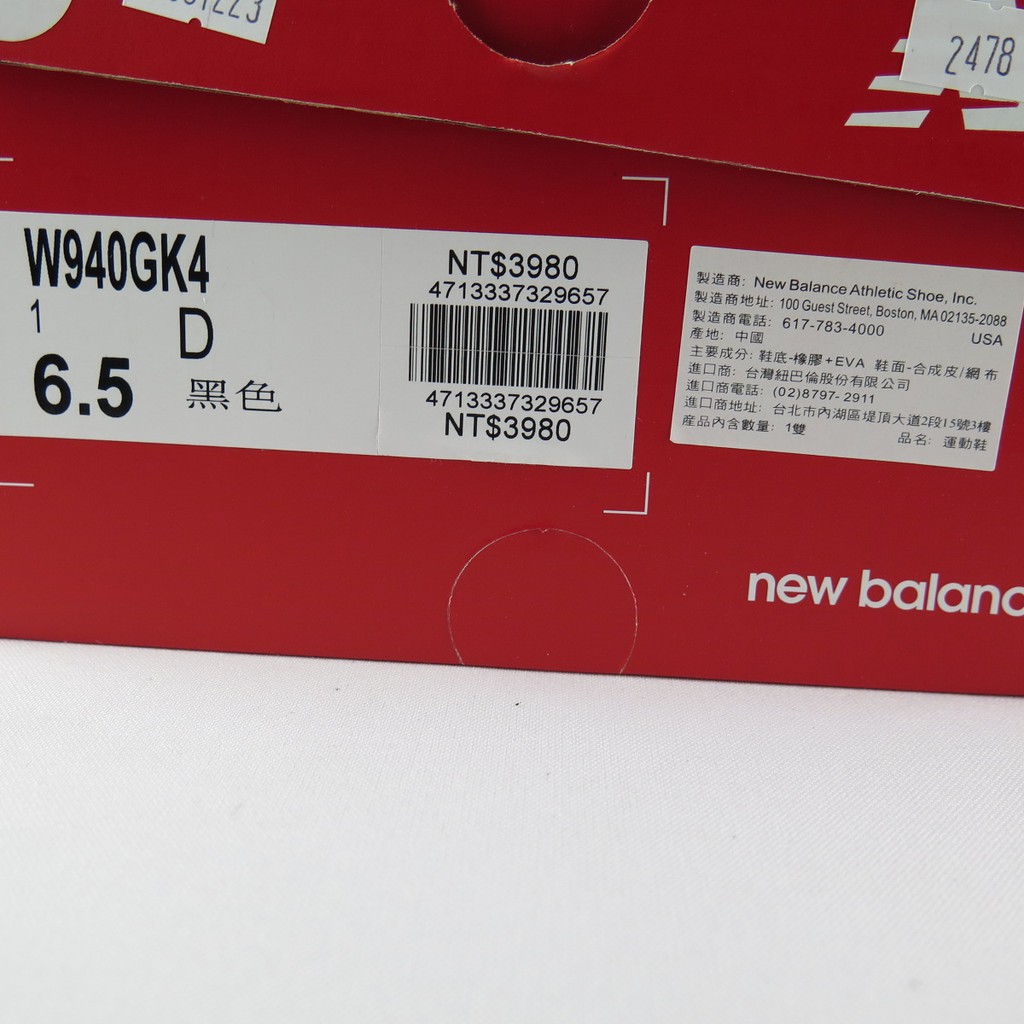 2478
W940GK4
1
D
6.5
黑色
NT$3980
4713337329657
4713337329657
NT$3980
製造商: New Balance Athletic Shoe, Inc.
製造商地址: 100 Guest Street, Boston, MA 02135-2088
USA
製造商電話: 617-783-4000
產地: 中國
主要成分: 鞋底-橡膠+EVA 鞋面-合成皮/網布
進口商: 台灣紐巴倫股份有限公司
進口商電話: (02)8797-2911
進口商地址: 台北市內湖區堤頂大道2段15號3樓
產品內含數量: 1雙
品名: 運動鞋
new balanc